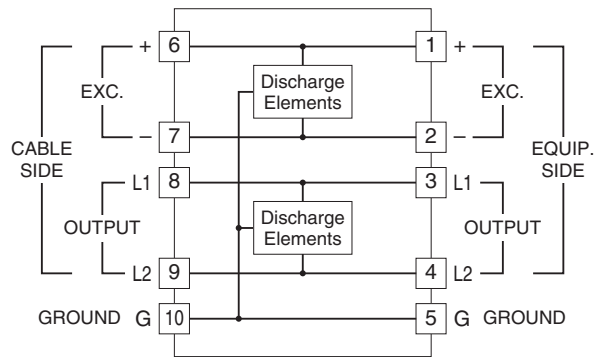 + 6 1 +
Discharge
Elements
EXC. EXC.
− 7 2 −
CABLE
SIDE
EQUIP.
SIDE
L1 8 3 L1
Discharge
Elements
OUTPUT OUTPUT
L2 9 4 L2
GROUND G 10 5 G GROUND